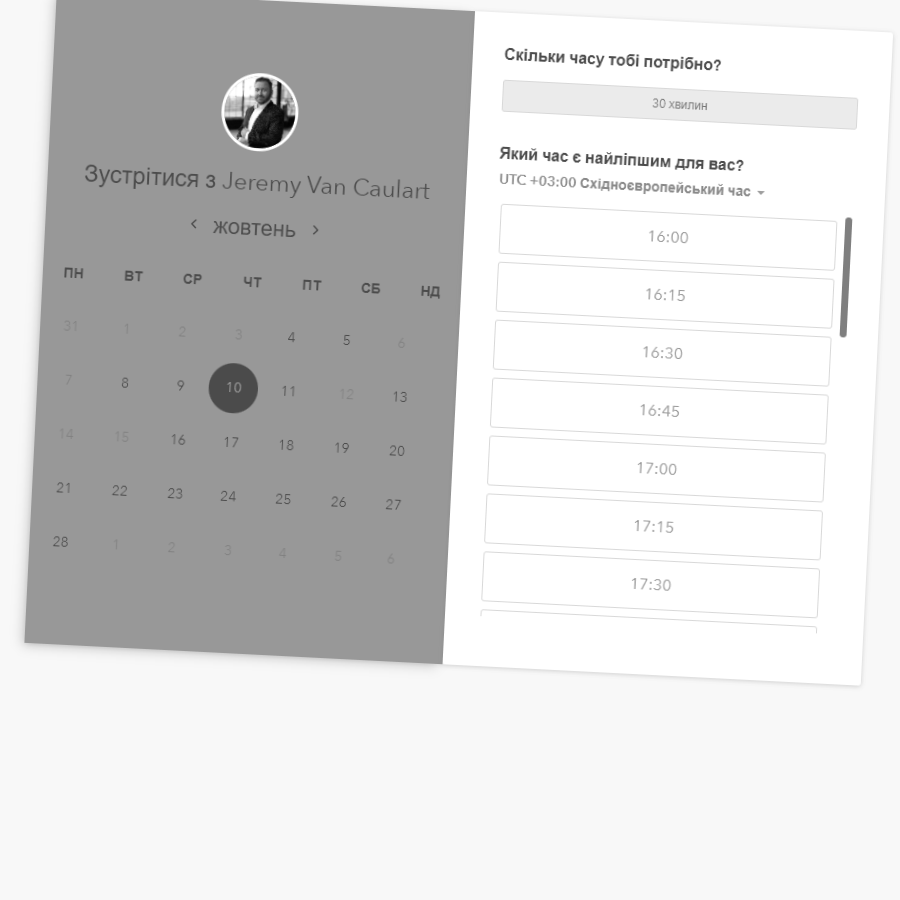 Зустрітися з Jeremy Van Caulart
жовтень
ПН ВТ СР ЧТ ПТ СБ НД
31 1 2 3 4 5 6
7 8 9 10 11 12 13
14 15 16 17 18 19 20
21 22 23 24 25 26 27
28 1 2 3 4 5 6
Скільки часу тобі потрібно?
30 хвилин
Який час є найліпшим для вас?
UTC +03:00 Східноєвропейський час
16:00
16:15
16:30
16:45
17:00
17:15
17:30